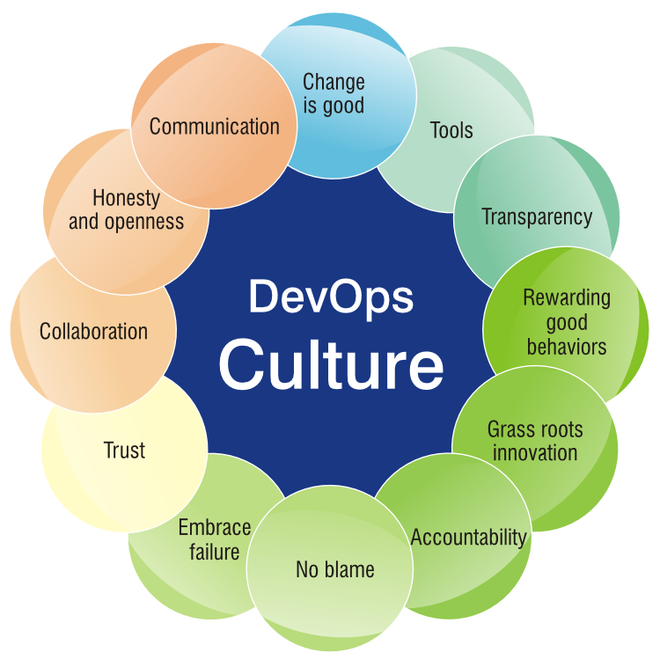 DevOps
Culture
Change
is good
Tools
Transparency
Rewarding
good
behaviors
Grass roots
innovation
Accountability
No blame
Embrace
failure
Trust
Collaboration
Honesty
and openness
Communication